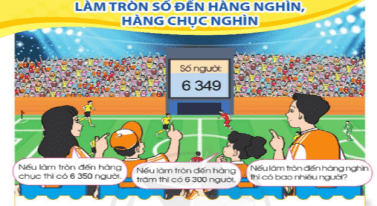 LÀM TRÒN SỐ ĐẾN HÀNG NGHÌN,
HÀNG CHỤC NGHÌN
Số người:
6 349
Nếu làm tròn đến hàng
chục thì có 6 350 người.
Nếu làm tròn đến hàng
trăm thì có 6 300 người.
Nếu làm tròn đến hàng nghìn
thì có bao nhiêu người?